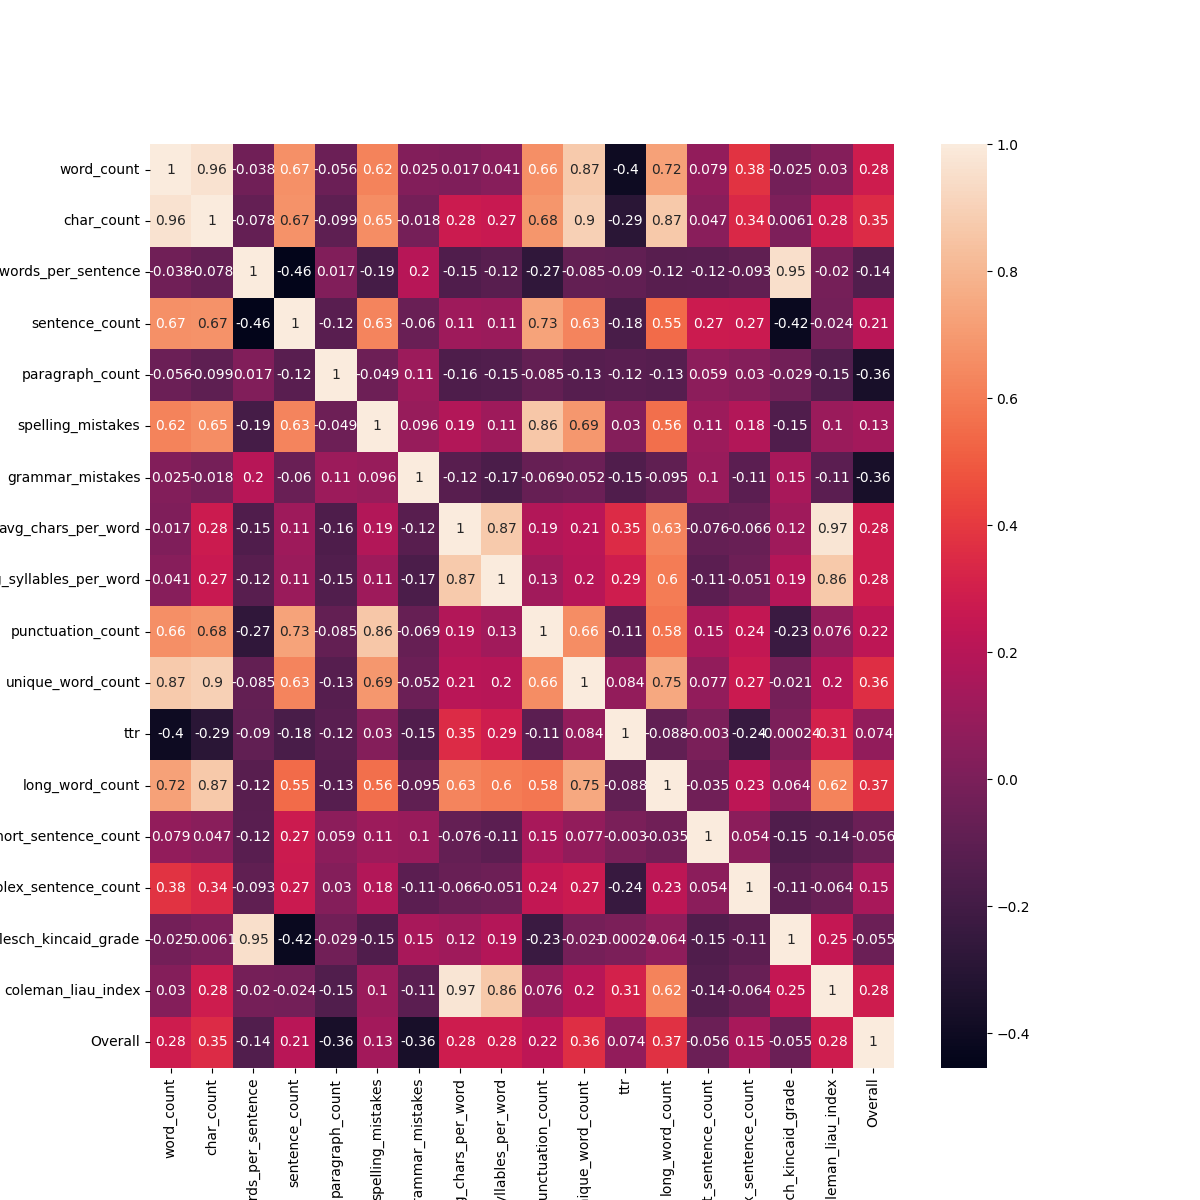 word_count 1 0.96 -0.038 0.67 -0.056 0.62 0.025 0.017 0.041 0.66 0.87 -0.4 0.72 0.079 0.38 -0.025 0.03 0.28
char_count 0.96 1 -0.078 0.67 -0.099 0.65 -0.018 0.28 0.27 0.68 0.9 -0.29 0.87 0.047 0.34 0.0061 0.28 0.35
words_per_sentence -0.038 -0.078 1 -0.46 0.017 -0.19 0.2 -0.15 -0.12 -0.27 -0.085 -0.09 -0.12 -0.12 -0.093 0.95 -0.02 -0.14
sentence_count 0.67 0.67 -0.46 1 -0.12 0.63 -0.06 0.11 0.11 0.73 0.63 -0.18 0.55 0.27 0.27 -0.42 -0.024 0.21
paragraph_count -0.056 -0.099 0.017 -0.12 1 -0.049 0.11 -0.16 -0.15 -0.085 -0.13 -0.12 -0.13 0.059 0.03 -0.029 -0.15 -0.36
spelling_mistakes 0.62 0.65 -0.19 0.63 -0.049 1 0.096 0.19 0.11 0.86 0.69 0.03 0.56 0.11 0.18 -0.15 0.1 0.13
grammar_mistakes 0.025 -0.018 0.2 -0.06 0.11 0.096 1 -0.12 -0.17 -0.069 -0.052 -0.15 -0.095 0.1 -0.11 0.15 -0.11 -0.36
avg_chars_per_word 0.017 0.28 -0.15 0.11 -0.16 0.19 -0.12 1 0.87 0.19 0.21 0.35 0.63 -0.076 -0.066 0.12 0.97 0.28
g_syllables_per_word 0.041 0.27 -0.12 0.11 -0.15 0.11 -0.17 0.87 1 0.13 0.2 0.29 0.6 -0.11 -0.051 0.19 0.86 0.28
punctuation_count 0.66 0.68 -0.27 0.73 -0.085 0.86 -0.069 0.19 0.13 1 0.66 -0.11 0.58 0.15 0.24 -0.23 0.076 0.22
unique_word_count 0.87 0.9 -0.085 0.63 -0.13 0.69 -0.052 0.21 0.2 0.66 1 0.084 0.75 0.077 0.27 -0.021 0.2 0.36
ttr -0.4 -0.29 -0.09 -0.18 -0.12 0.03 -0.15 0.35 0.29 -0.11 0.084 1 -0.088 -0.003 -0.24 0.00024 0.31 0.074
long_word_count 0.72 0.87 -0.12 0.55 -0.13 0.56 -0.095 0.63 0.6 0.58 0.75 -0.088 1 -0.035 0.23 0.064 0.62 0.37
hort_sentence_count 0.079 0.047 -0.12 0.27 0.059 0.11 0.1 -0.076 -0.11 0.15 0.077 -0.003 -0.035 1 0.054 -0.15 -0.14 -0.056
plex_sentence_count 0.38 0.34 -0.093 0.27 0.03 0.18 -0.11 -0.066 -0.051 0.24 0.27 -0.24 0.23 0.054 1 -0.11 -0.064 0.15
lesch_kincaid_grade -0.025 0.0061 0.95 -0.42 -0.029 -0.15 0.15 0.12 0.19 -0.23 -0.021 0.00024 0.064 -0.15 -0.11 1 0.25 -0.055
coleman_liau_index 0.03 0.28 -0.02 -0.024 -0.15 0.1 -0.11 0.97 0.86 0.076 0.2 0.31 0.62 -0.14 -0.064 0.25 1 0.28
Overall 0.28 0.35 -0.14 0.21 -0.36 0.13 -0.36 0.28 0.28 0.22 0.36 0.074 0.37 -0.056 0.15 -0.055 0.28 1
word_count
char_count
rds_per_sentence
sentence_count
paragraph_count
spelling_mistakes
rammar_mistakes
g_chars_per_word
yllables_per_word
unctuation_count
ique_word_count
ttr
long_word_count
t_sentence_count
x_sentence_count
ch_kincaid_grade
leman_liau_index
Overall
1.0
0.8
0.6
0.4
0.2
0.0
−0.2
−0.4